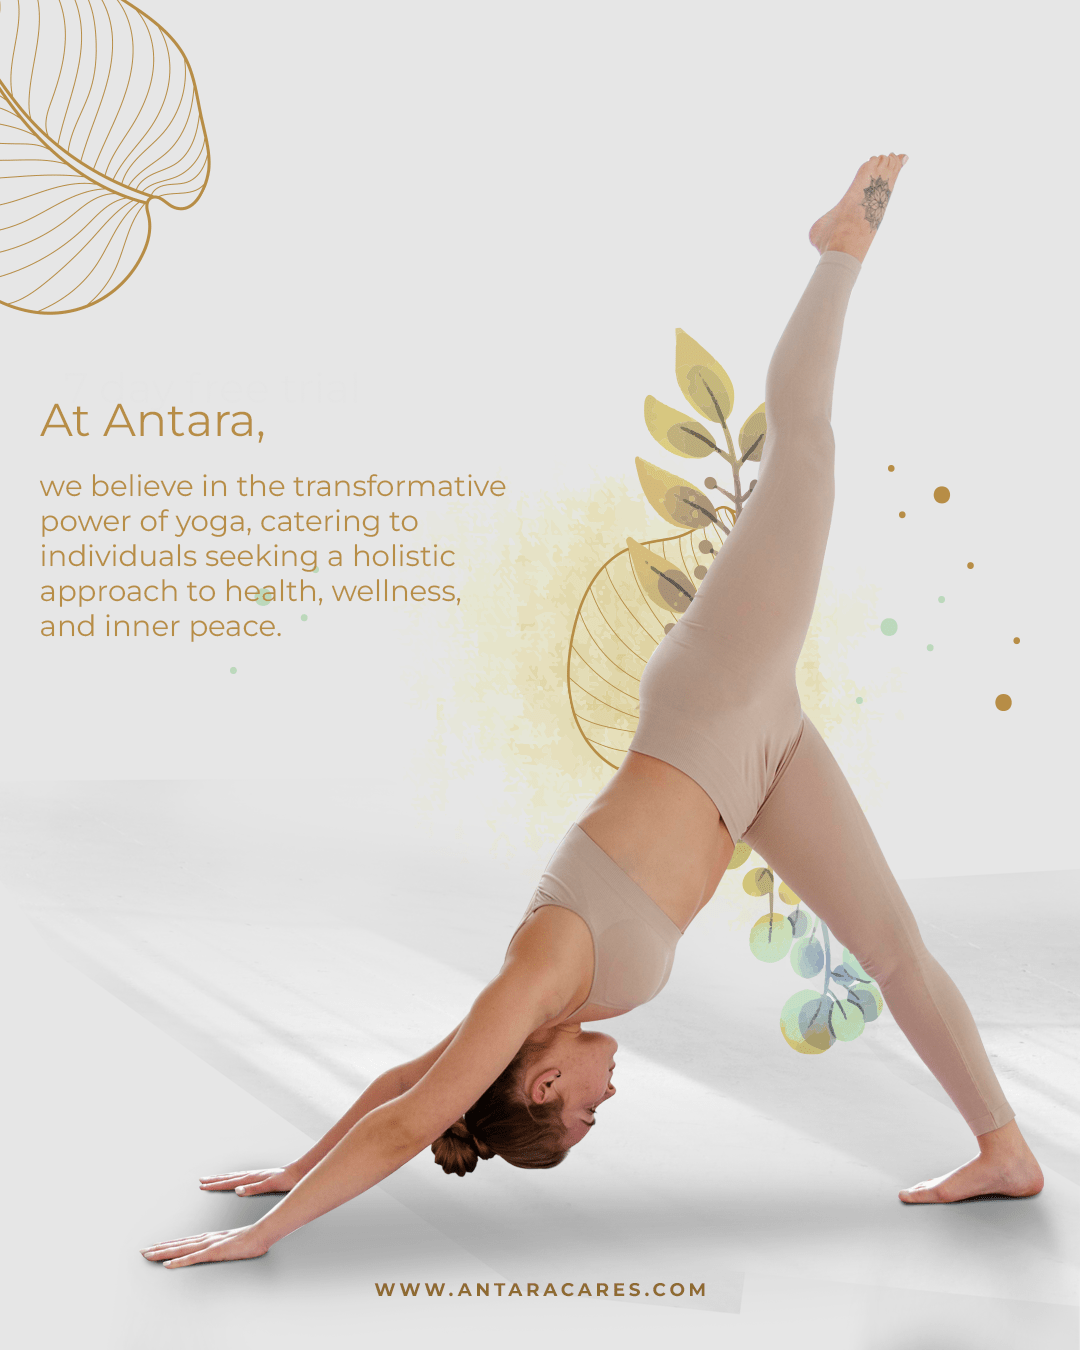 At Antara,
we believe in the transformative
power of yoga, catering to
individuals seeking a holistic
approach to health, wellness,
and inner peace.
WWW.ANTARACARES.COM